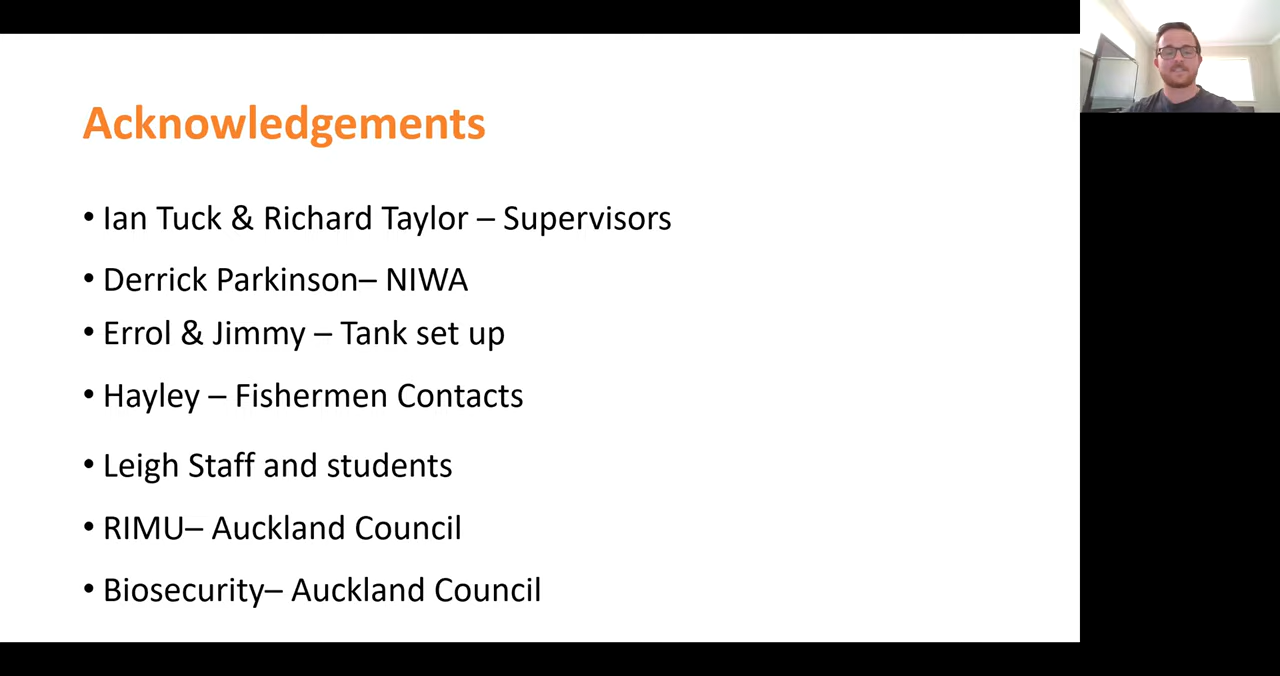 Acknowledgements
• Ian Tuck & Richard Taylor – Supervisors
• Derrick Parkinson– NIWA
• Errol & Jimmy – Tank set up
• Hayley – Fishermen Contacts
• Leigh Staff and students
• RIMU– Auckland Council
• Biosecurity– Auckland Council